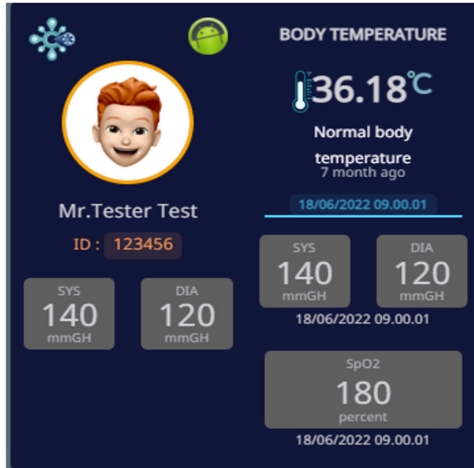 BODY TEMPERATURE
36.18°C
Normal body
temperature
7 month ago
18/06/2022 09.00.01
Mr.Tester Test
ID : 123456
SYS
140
mmGH
DIA
120
mmGH
SYS
140
mmGH
DIA
120
mmGH
18/06/2022 09.00.01
SpO2
180
percent
18/06/2022 09.00.01